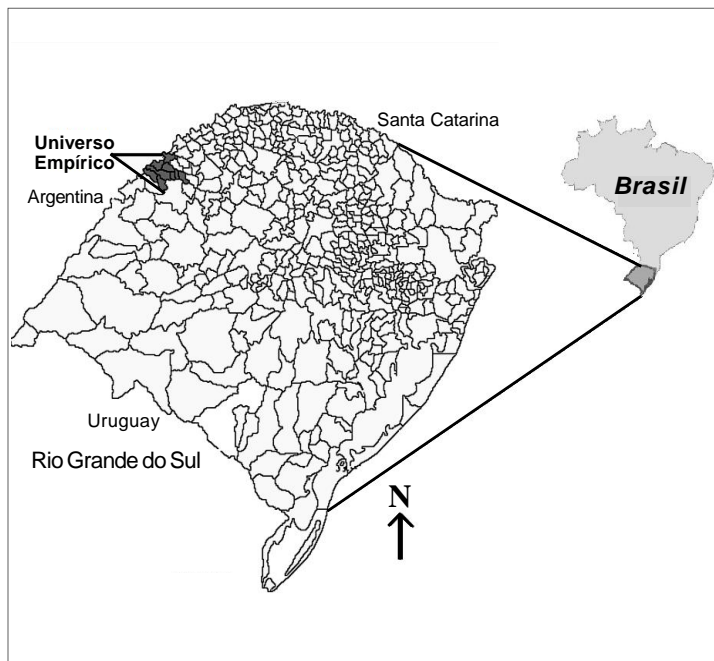 Santa Catarina
Universo
Empírico
Argentina
Brasil
Uruguay
Rio Grande do Sul
N